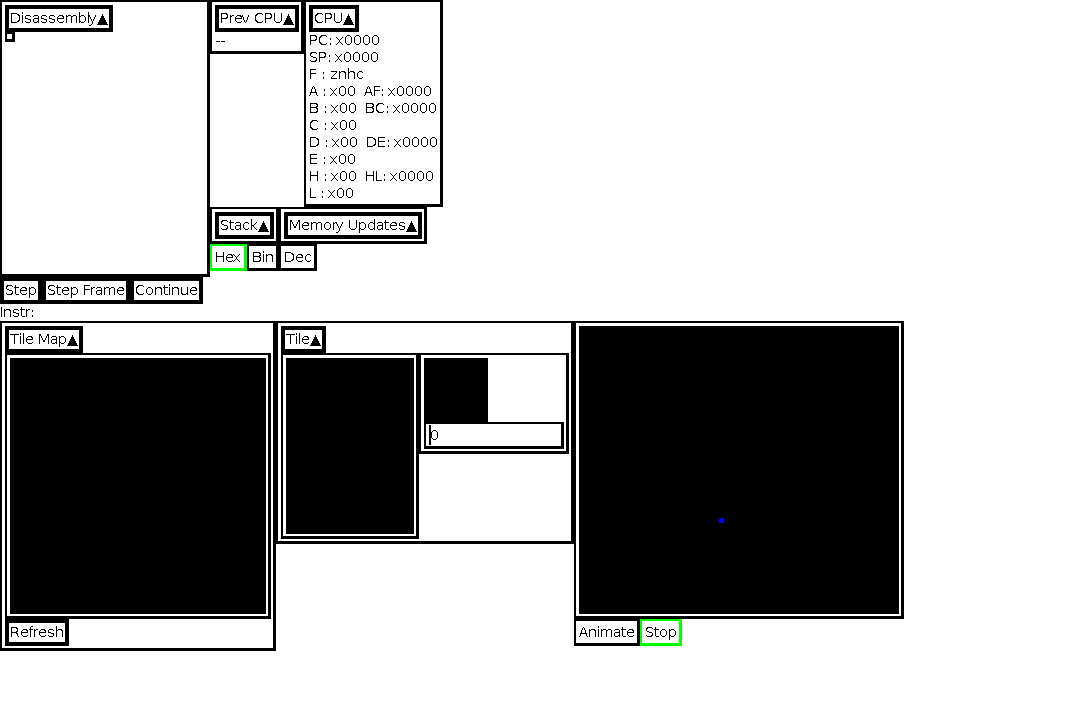 Disassembly▲
Prev CPU▲
--
CPU▲
PC: x0000
SP: x0000
F : znhc
A : x00 AF: x0000
B : x00 BC: x0000
C : x00
D : x00 DE: x0000
E : x00
H : x00 HL: x0000
L : x00
Stack▲ Memory Updates▲
Hex Bin Dec
Step Step Frame Continue
Instr:
Tile Map▲
Refresh
Tile▲
0
Animate Stop